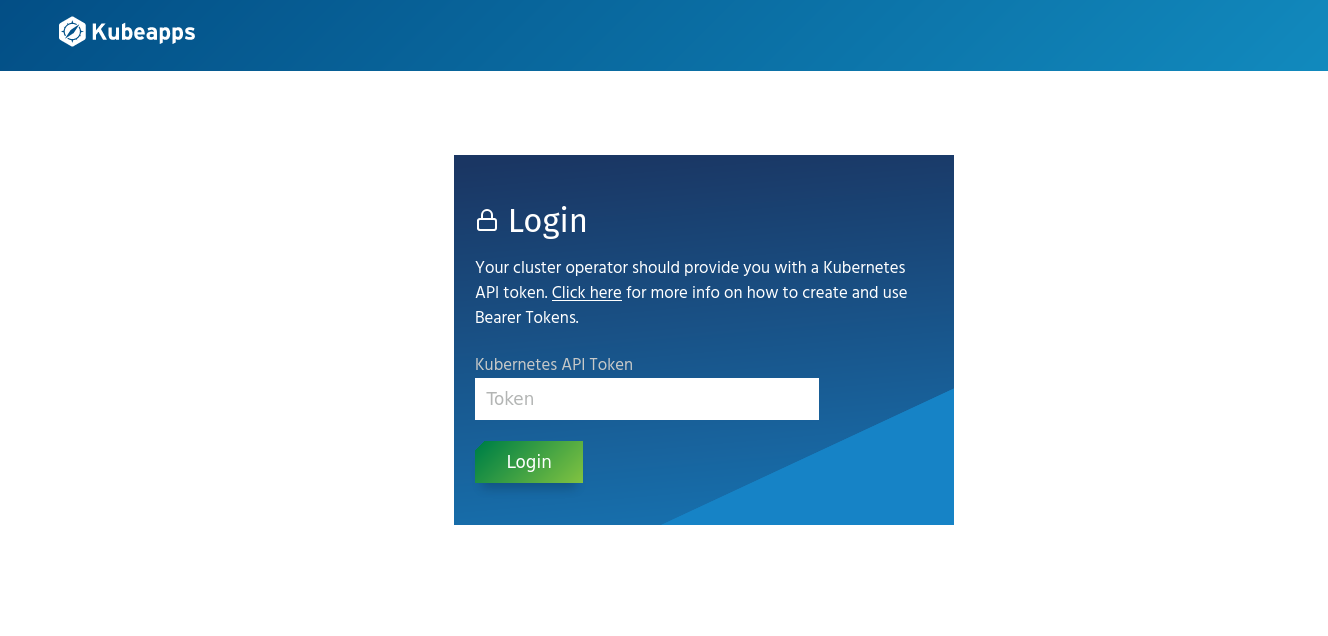 Kubeapps
Login
Your cluster operator should provide you with a Kubernetes
API token. Click here for more info on how to create and use
Bearer Tokens.
Kubernetes API Token
Token
Login